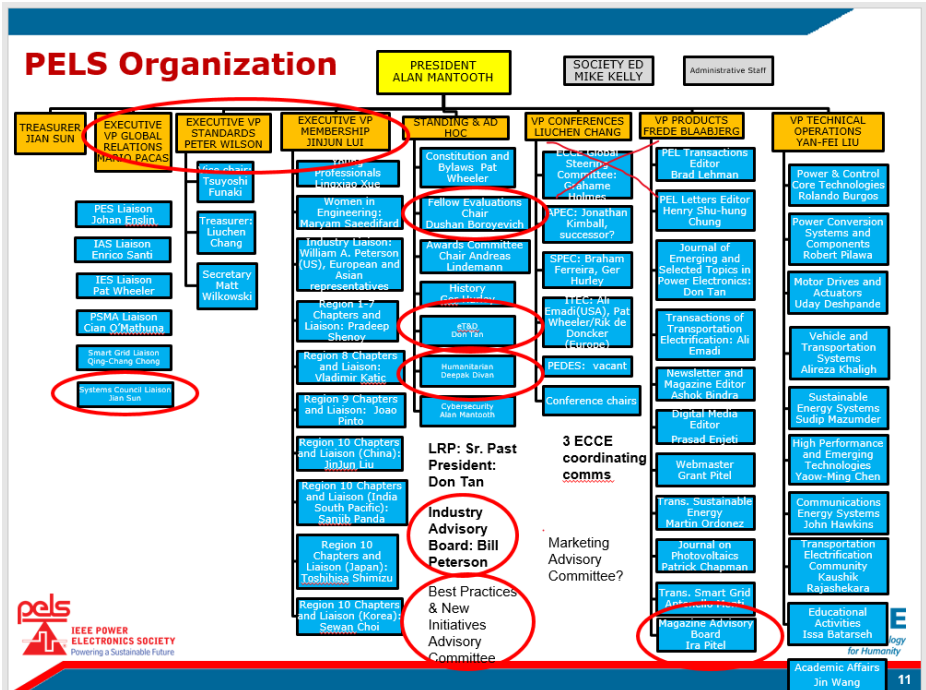 PELS Organization
PRESIDENT
ALAN MANTOOTH
SOCIETY ED
MIKE KELLY
Administrative Staff
TREASURER
JIAN SUN
EXECUTIVE
VP GLOBAL
RELATIONS
MARIO PACAS
PES Liaison
Johan Enslin
IAS Liaison
Enrico Santi
IES Liaison
Pat Wheeler
PSMA Liaison
Cian O'Mathuna
Smart Grid Liaison
Qing-Chang Chong
Systems Council Liaison
Jian Sun
EXECUTIVE VP
STANDARDS
PETER WILSON
Vice chair:
Tsuyoshi
Funaki
Treasurer:
Liuchen
Chang
Secretary
Matt
Wilkowski
EXECUTIVE VP
MEMBERSHIP
JINJUN LUI
Young
Professionals
Lingxiao Xue
Women in
Engineering:
Maryam Saeedifard
Industry Liaison:
William A. Peterson
(US), European and
Asian
representatives
Region 1-7
Chapters and
Liaison: Pradeep
Shenoy
Region 8 Chapters
and Liaison:
Vladimir Katic
Region 9 Chapters
and Liaison: Joao
Pinto
Region 10 Chapters
and Liaison (China):
JinJun Liu
Region 10 Chapters
and Liaison (India
South Pacific):
Sanjib Panda
Region 10
Chapters and
Liaison (Japan):
Toshihisa Shimizu
Region 10 Chapters
and Liaison (Korea):
Sewan Choi
STANDING & AD
HOC
Constitution and
Bylaws Pat
Wheeler
Fellow Evaluations
Chair
Dushan Boroyevich
Awards Committee
Chair Andreas
Lindemann
History
Ger Hurley
eT&D
Don Tan
Humanitarian
Deepak Divan
Cybersecurity
Alan Mantooth
LRP: Sr. Past
President:
Don Tan
Industry
Advisory
Board: Bill
Peterson
Best Practices
& New
Initiatives
Advisory
Committee
VP CONFERENCES
LIUCHEN CHANG
ECCE Global
Steering
Committee:
Grahame
Holmes
APEC: Jonathan
Kimball,
successor?
SPEC: Braham
Ferreira, Ger
Hurley
ITEC: Ali
Emadi(USA), Pat
Wheeler/Rik de
Doncker
(Europe)
PEDES: vacant
Conference chairs
3 ECCE
coordinating
comms
Marketing
Advisory
Committee?
VP PRODUCTS
FREDE BLAABJERG
PEL Transactions
Editor
Brad Lehman
PEL Letters Editor
Henry Shu-hung
Chung
Journal of
Emerging and
Selected Topics in
Power Electronics:
Don Tan
Transactions of
Transportation
Electrification: Ali
Emadi
Newsletter and
Magazine Editor
Ashok Bindra
Digital Media
Editor
Prasad Enjeti
Webmaster
Grant Pitel
Trans. Sustainable
Energy
Martin Ordonez
Journal on
Photovoltaics
Patrick Chapman
Trans. Smart Grid
Magazine Advisory
Board
Ira Pitel
VP TECHNICAL
OPERATIONS
YAN-FEI LIU
Power & Control
Core Technologies
Rolando Burgos
Power Conversion
Systems and
Components
Robert Pilawa
Motor Drives and
Actuators
Uday Deshpande
Vehicle and
Transportation
Systems
Alireza Khaligh
Sustainable
Energy Systems
Sudip Mazumder
High Performance
and Emerging
Technologies
Yaow-Ming Chen
Communications
Energy Systems
John Hawkins
Transportation
Electrification
Community
Kaushik
Rajashekara
Educational
Activities
Issa Batarseh
Academic Affairs
Jin Wang
pels
IEEE POWER
ELECTRONICS SOCIETY
Powering a Sustainable Future
E
logy
for Humanity
11